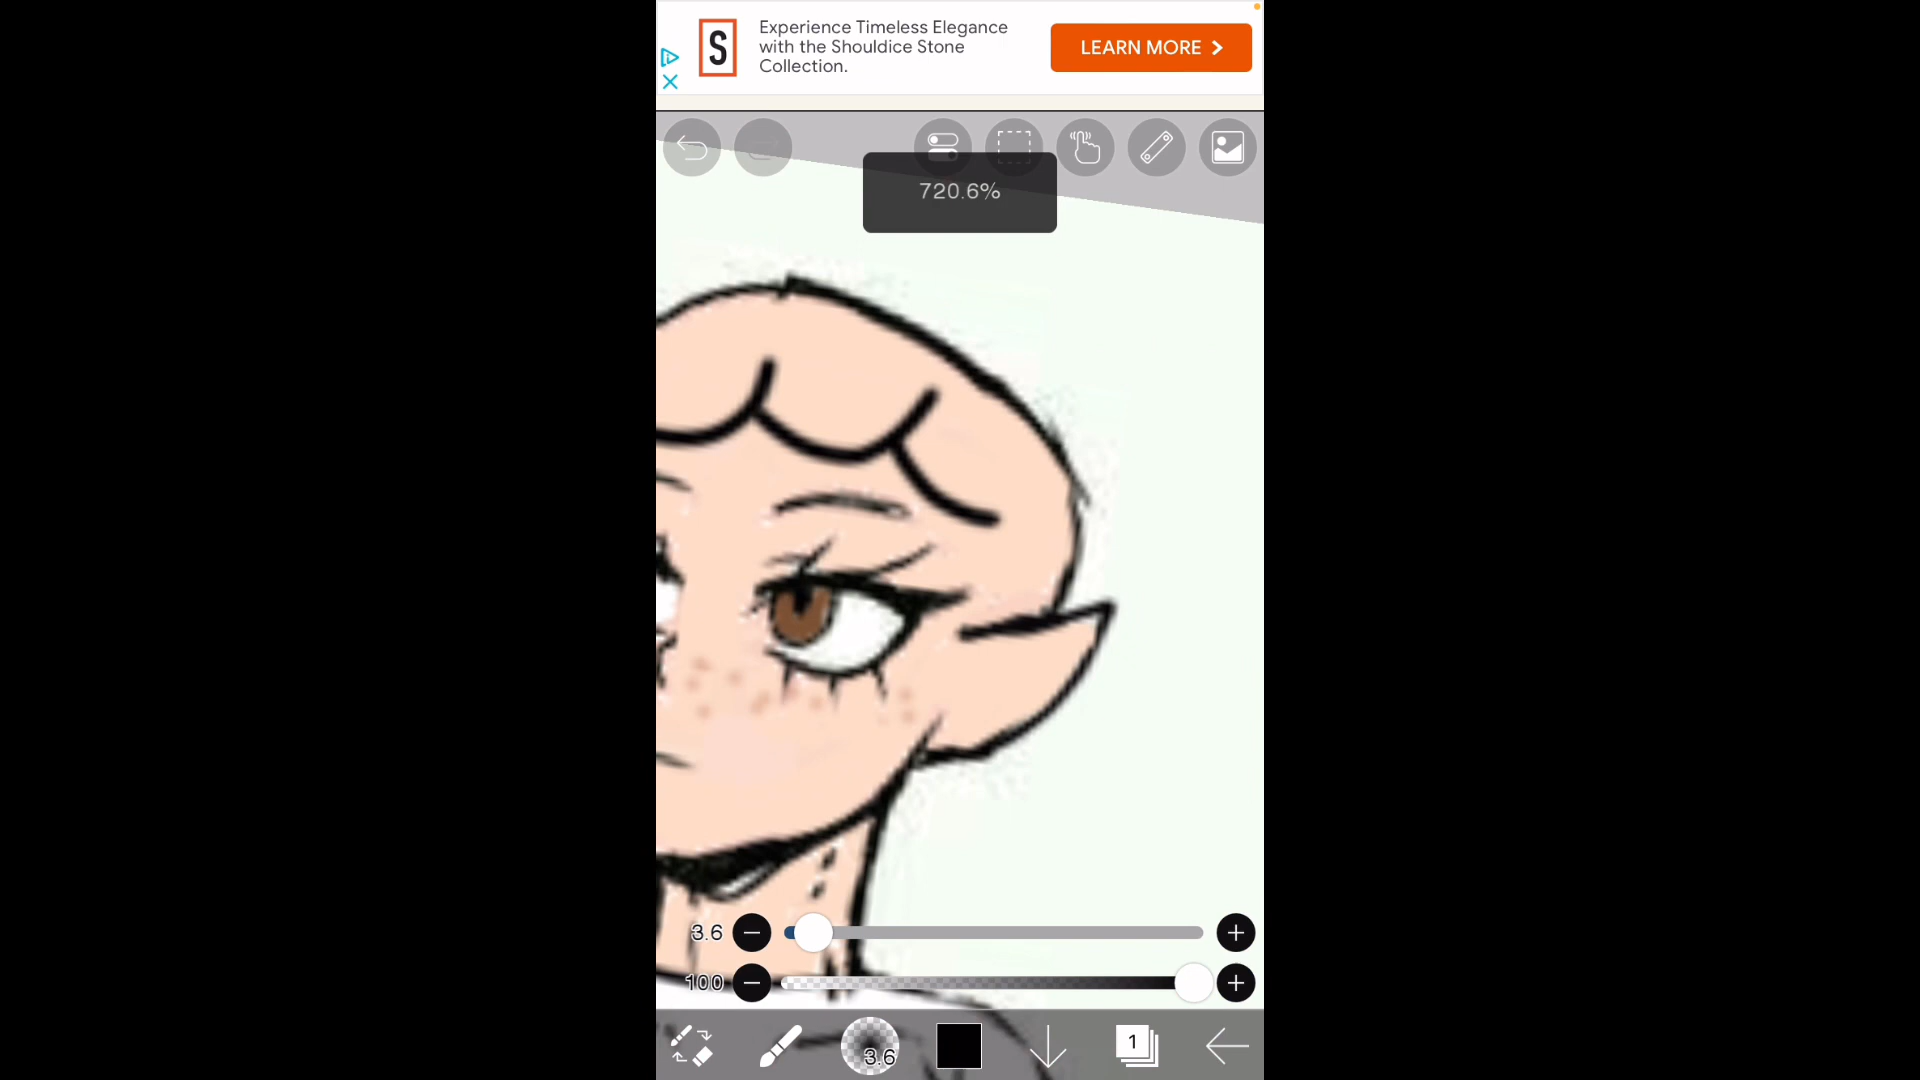 S
Experience Timeless Elegance
with the Shouldice Stone
Collection.
LEARN MORE
720.6%
3.6
100
3.6
1